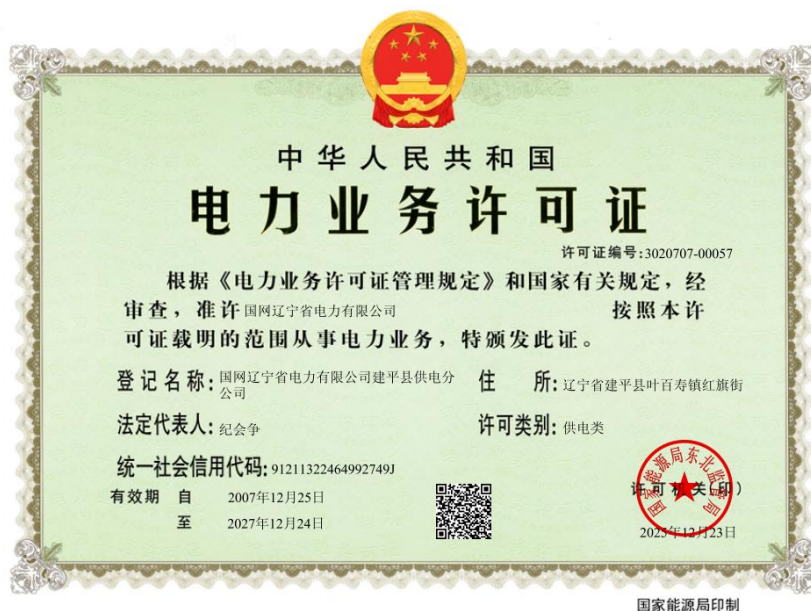 中华人民共和国
电力业务许可证
许可证编号:3020707-00057
根据《电力业务许可证管理规定》和国家有关规定，经
审查，准许国网辽宁省电力有限公司 按照本许
可证载明的范围从事电力业务，特颁发此证。
登记名称: 国网辽宁省电力有限公司建平县供电分 住 所: 辽宁省建平县叶百寿镇红旗街
公司
法定代表人: 纪会争 许可类别: 供电类
统一社会信用代码: 91211322464992749J
有效期 自 2007年12月25日
许可机关(印)
至 2027年12月24日
2023年12月23日
国家能源局东北监管局
国家能源局印制